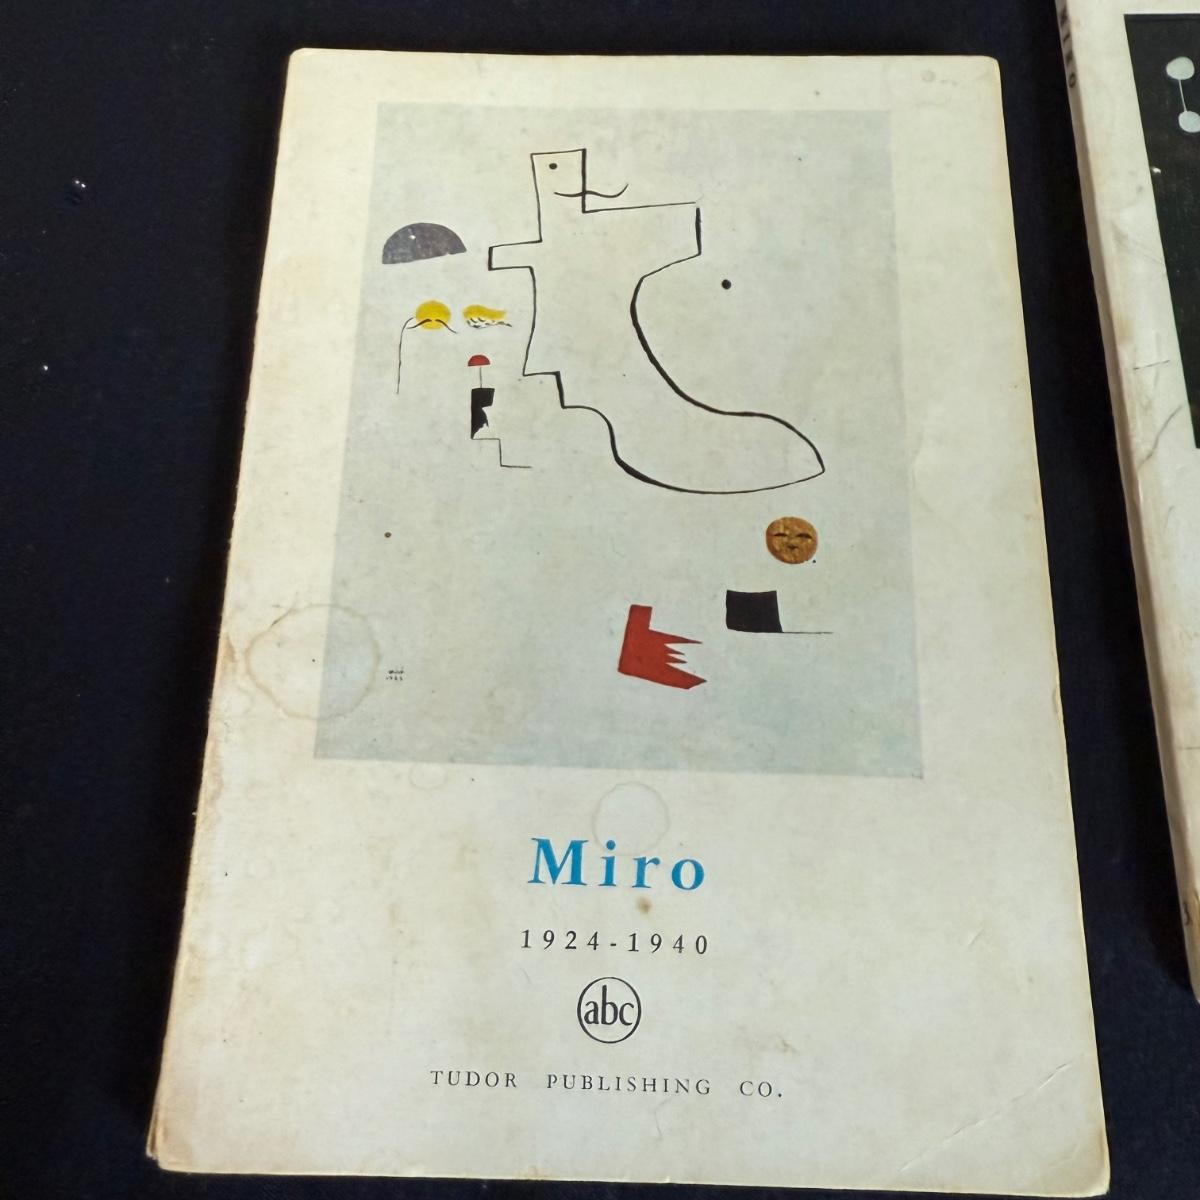 Miro
1924-1940
abc
TUDOR PUBLISHING CO.